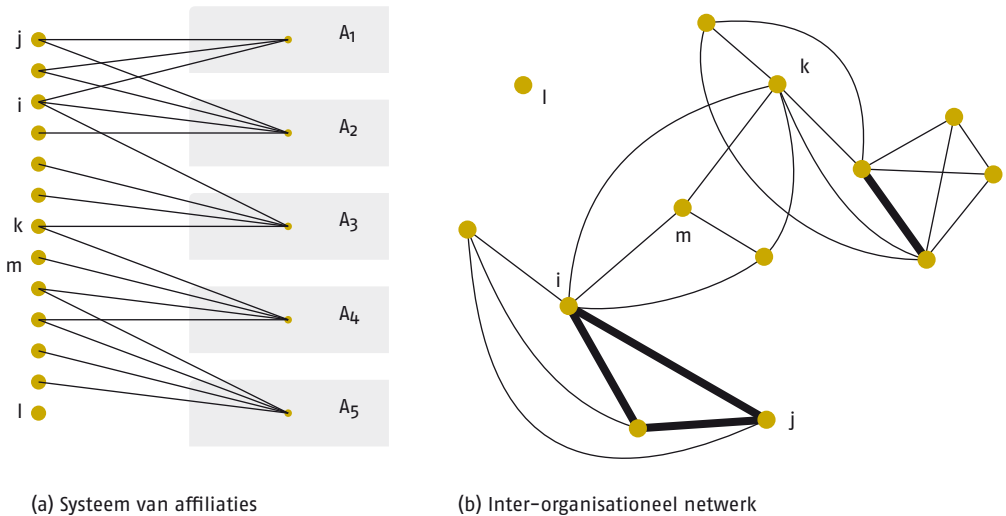 j
i
k
m
l
A1
A2
A3
A4
A5
l
k
m
i
j
(a) Systeem van affiliaties
(b) Inter-organisationeel netwerk